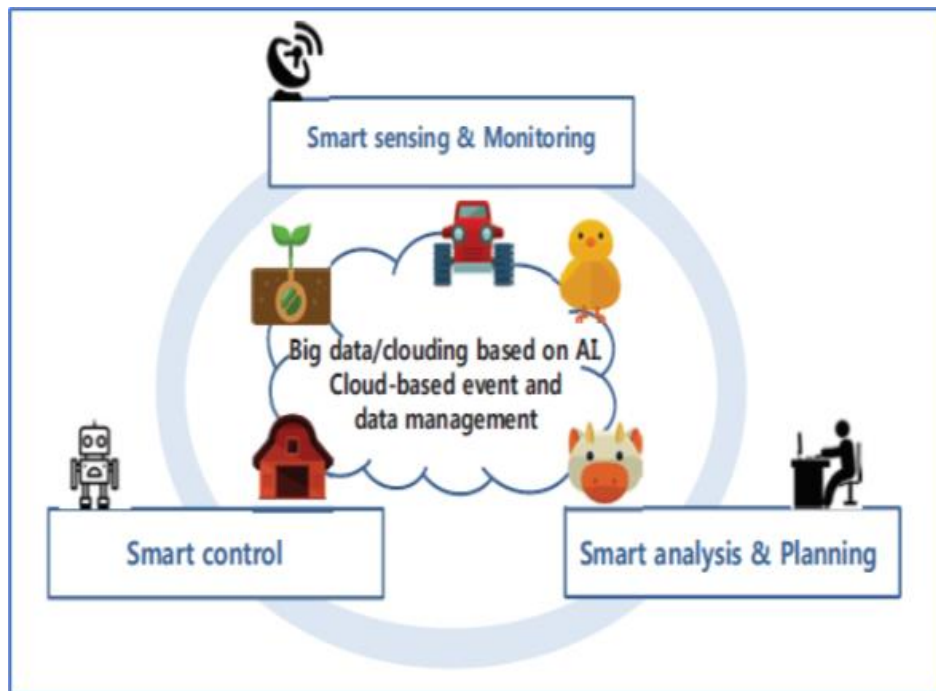 Smart sensing & Monitoring
Big data/clouding based on AI.
Cloud-based event and
data management
Smart control
Smart analysis & Planning